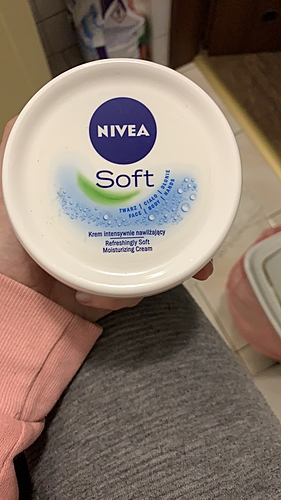 NIVEA
Soft
TWARZ | CIAŁO | DŁONIE
FACE | BODY | HANDS
Krem intensywnie nawilżający
Refreshingly Soft
Moisturizing Cream